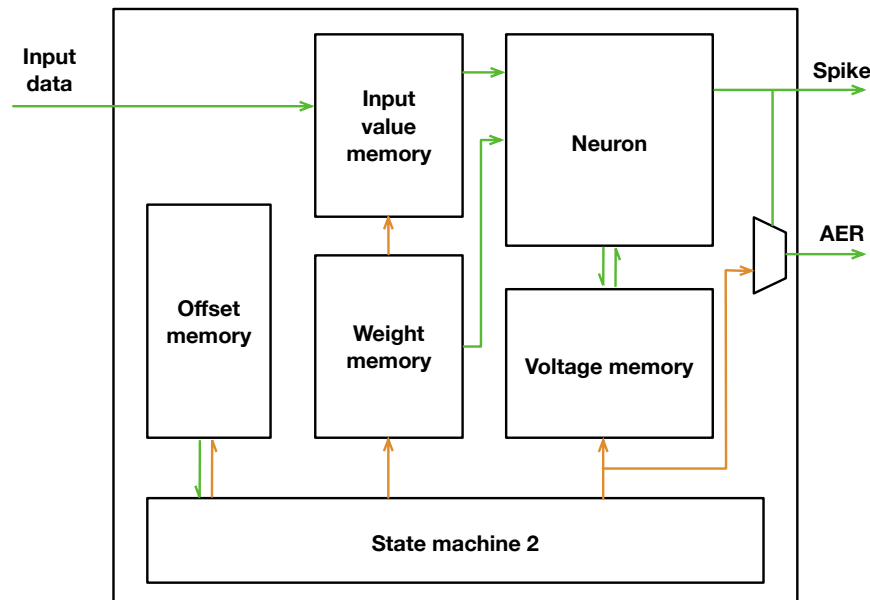 Input
data
Input
value
memory
Neuron
Spike
AER
Offset
memory
Weight
memory
Voltage memory
State machine 2